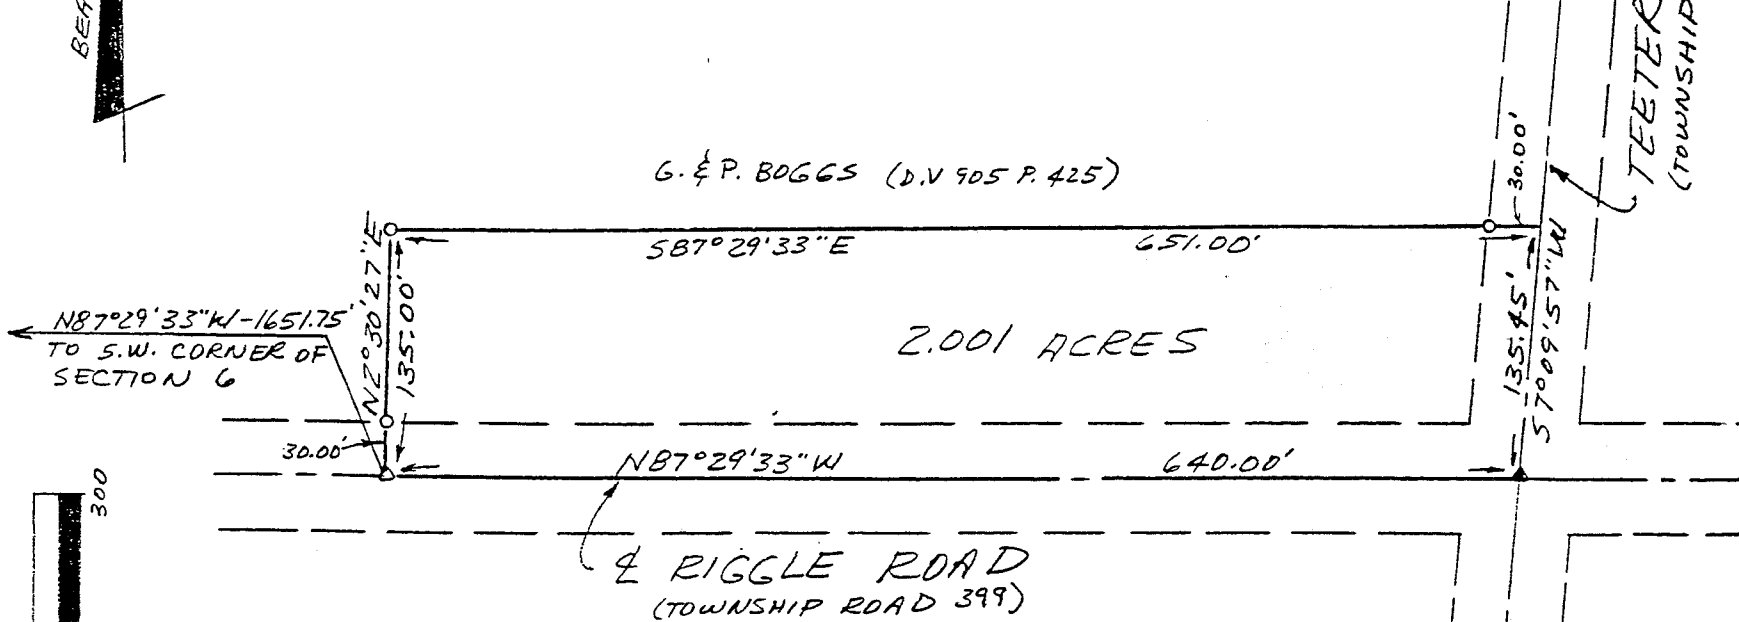 BEA
TEETER
(TOWNSHIP
G. & P. BOGGS (D.V 905 P. 425)
30.00'
S87°29'33"E 651.00'
N2°30'27"E
135.00'
N87°29'33"W-1651.75'
TO S.W. CORNER OF
SECTION 6
2.001 ACRES
135.45'
S7°09'57"W
30.00'
N87°29'33"W 640.00'
300
℄ RIGGLE ROAD
(TOWNSHIP ROAD 399)